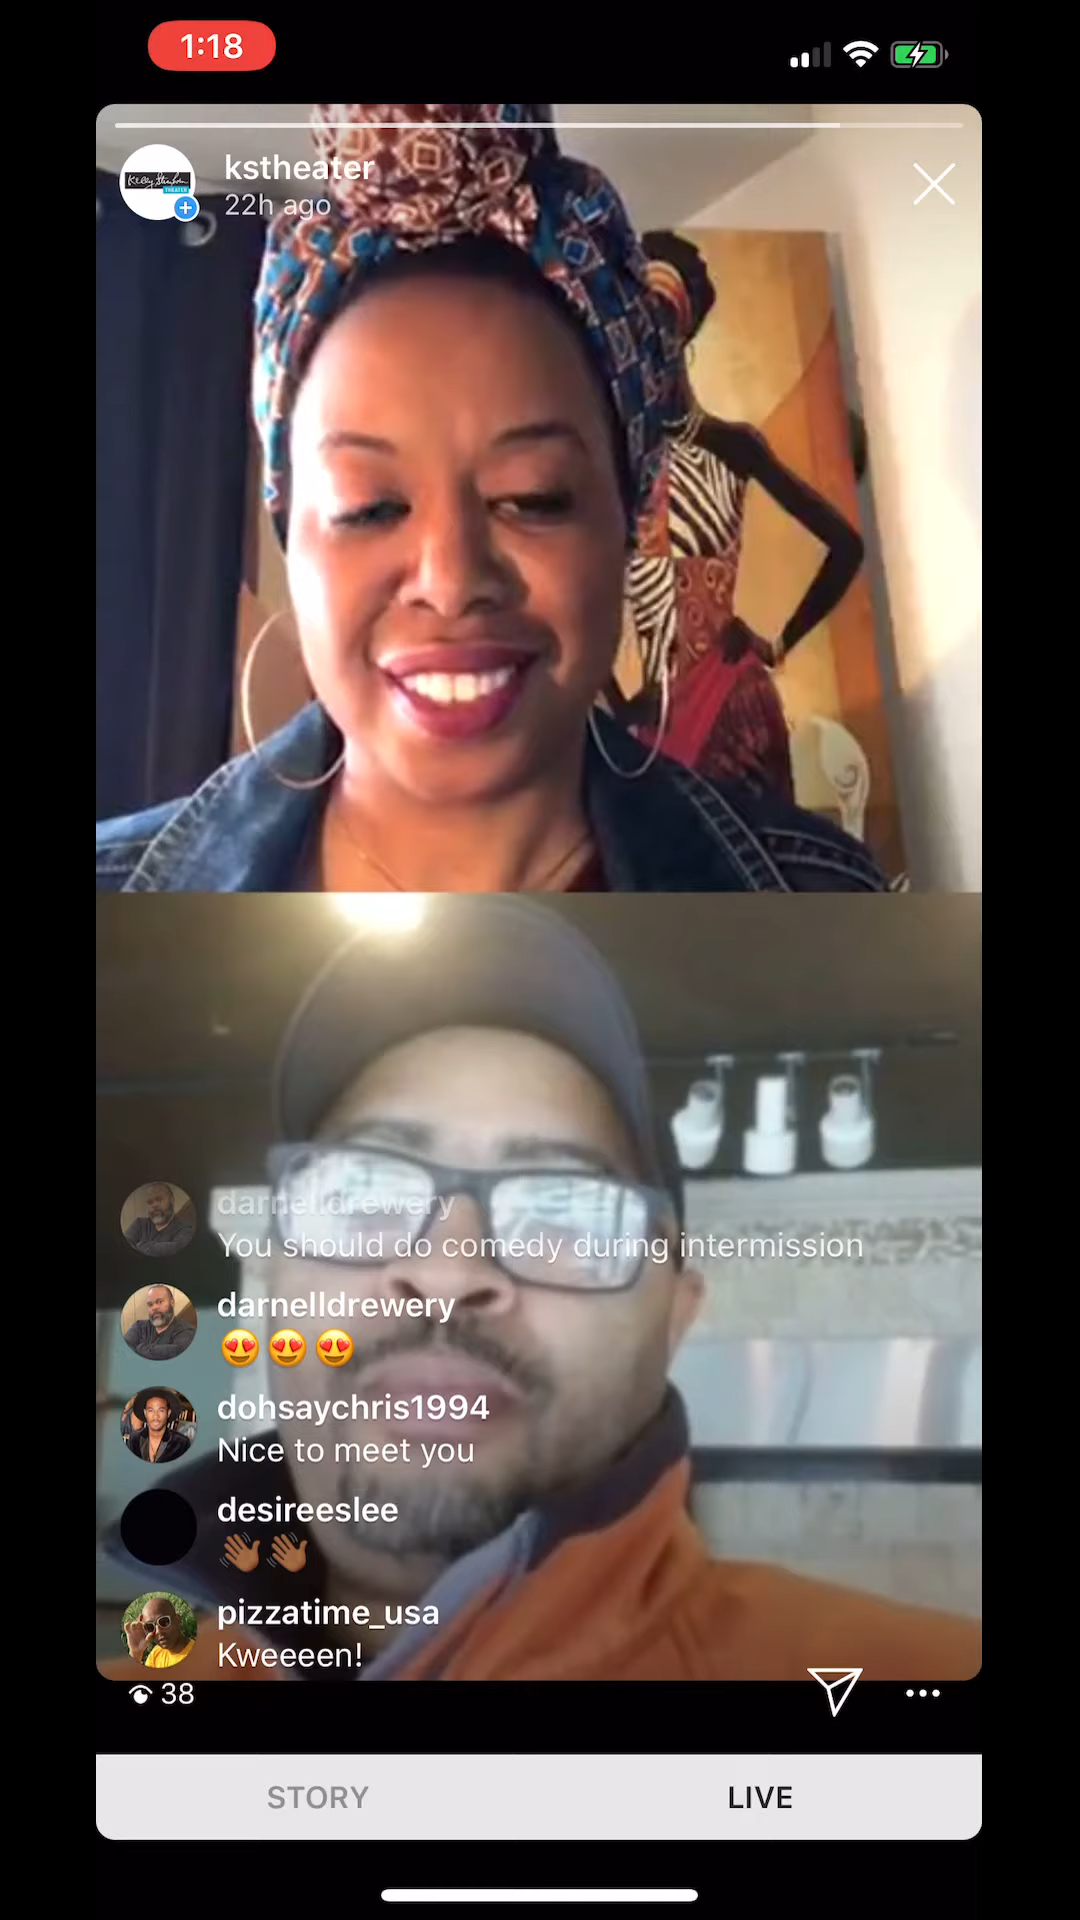 1:18
kstheater
22h ago
THEATER
darnelldrewery
You should do comedy during intermission
darnelldrewery
😍😍😍
dohsaychris1994
Nice to meet you
desireeslee
👋🏾👋🏾
pizzatime_usa
Kweeeen!
38
STORY
LIVE